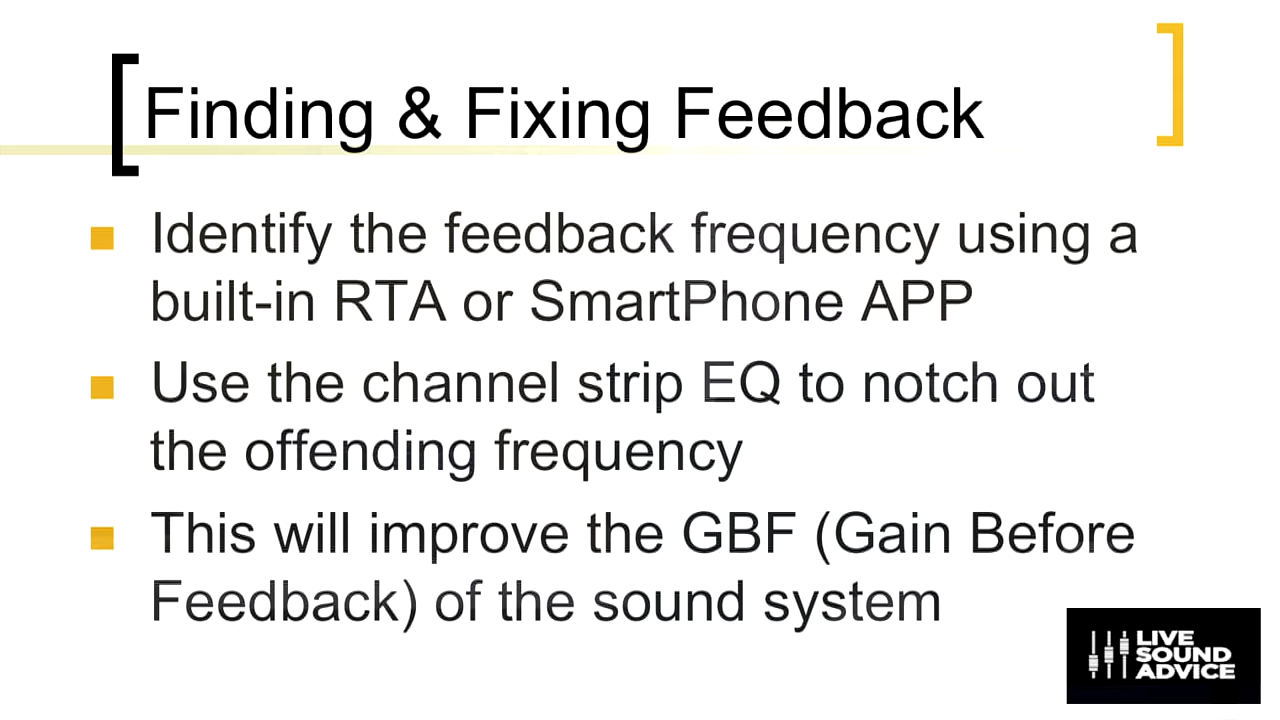 Finding & Fixing Feedback
Identify the feedback frequency using a
built-in RTA or SmartPhone APP
Use the channel strip EQ to notch out
the offending frequency
This will improve the GBF (Gain Before
Feedback) of the sound system
LIVE
SOUND
ADVICE